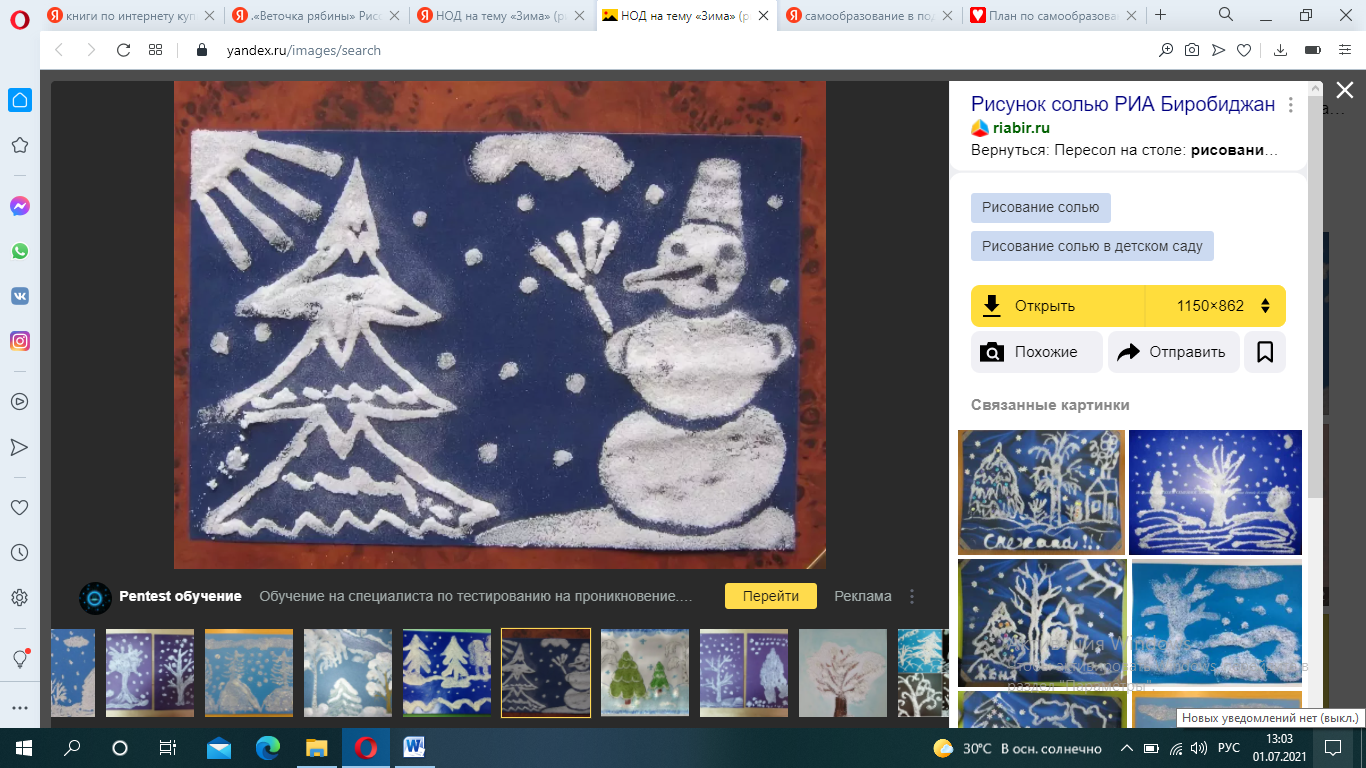 книги по интернету куп
.«Веточка рябины» Рисо
НОД на тему «Зима» (ри
НОД на тему «Зима» (р
самообразование в под
План по самообразова
yandex.ru/images/search
Рисунок солью РИА Биробиджан
riabir.ru
Вернуться: Пересол на столе: рисовани…
Рисование солью
Рисование солью в детском саду
Открыть
1150×862
Похожие
Отправить
Связанные картинки
Снежана !!!
Pentest обучение
Обучение на специалиста по тестированию на проникновение....
Перейти
Реклама
Новых уведомлений нет (выкл.)
30°C В осн. солнечно
РУС
13:03
01.07.2021